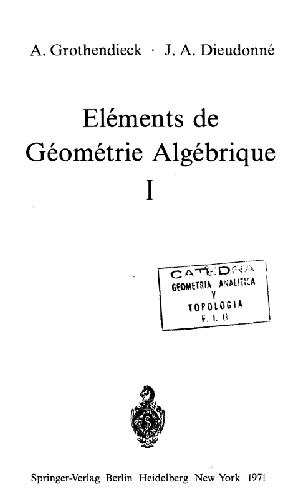 A. Grothendieck · J. A. Dieudonné
Eléments de
Géométrie Algébrique
I
CATEDRA
GEOMETRIA ANALITICA
Y
TOPOLOGIA
Springer-Verlag Berlin Heidelberg New York 1971